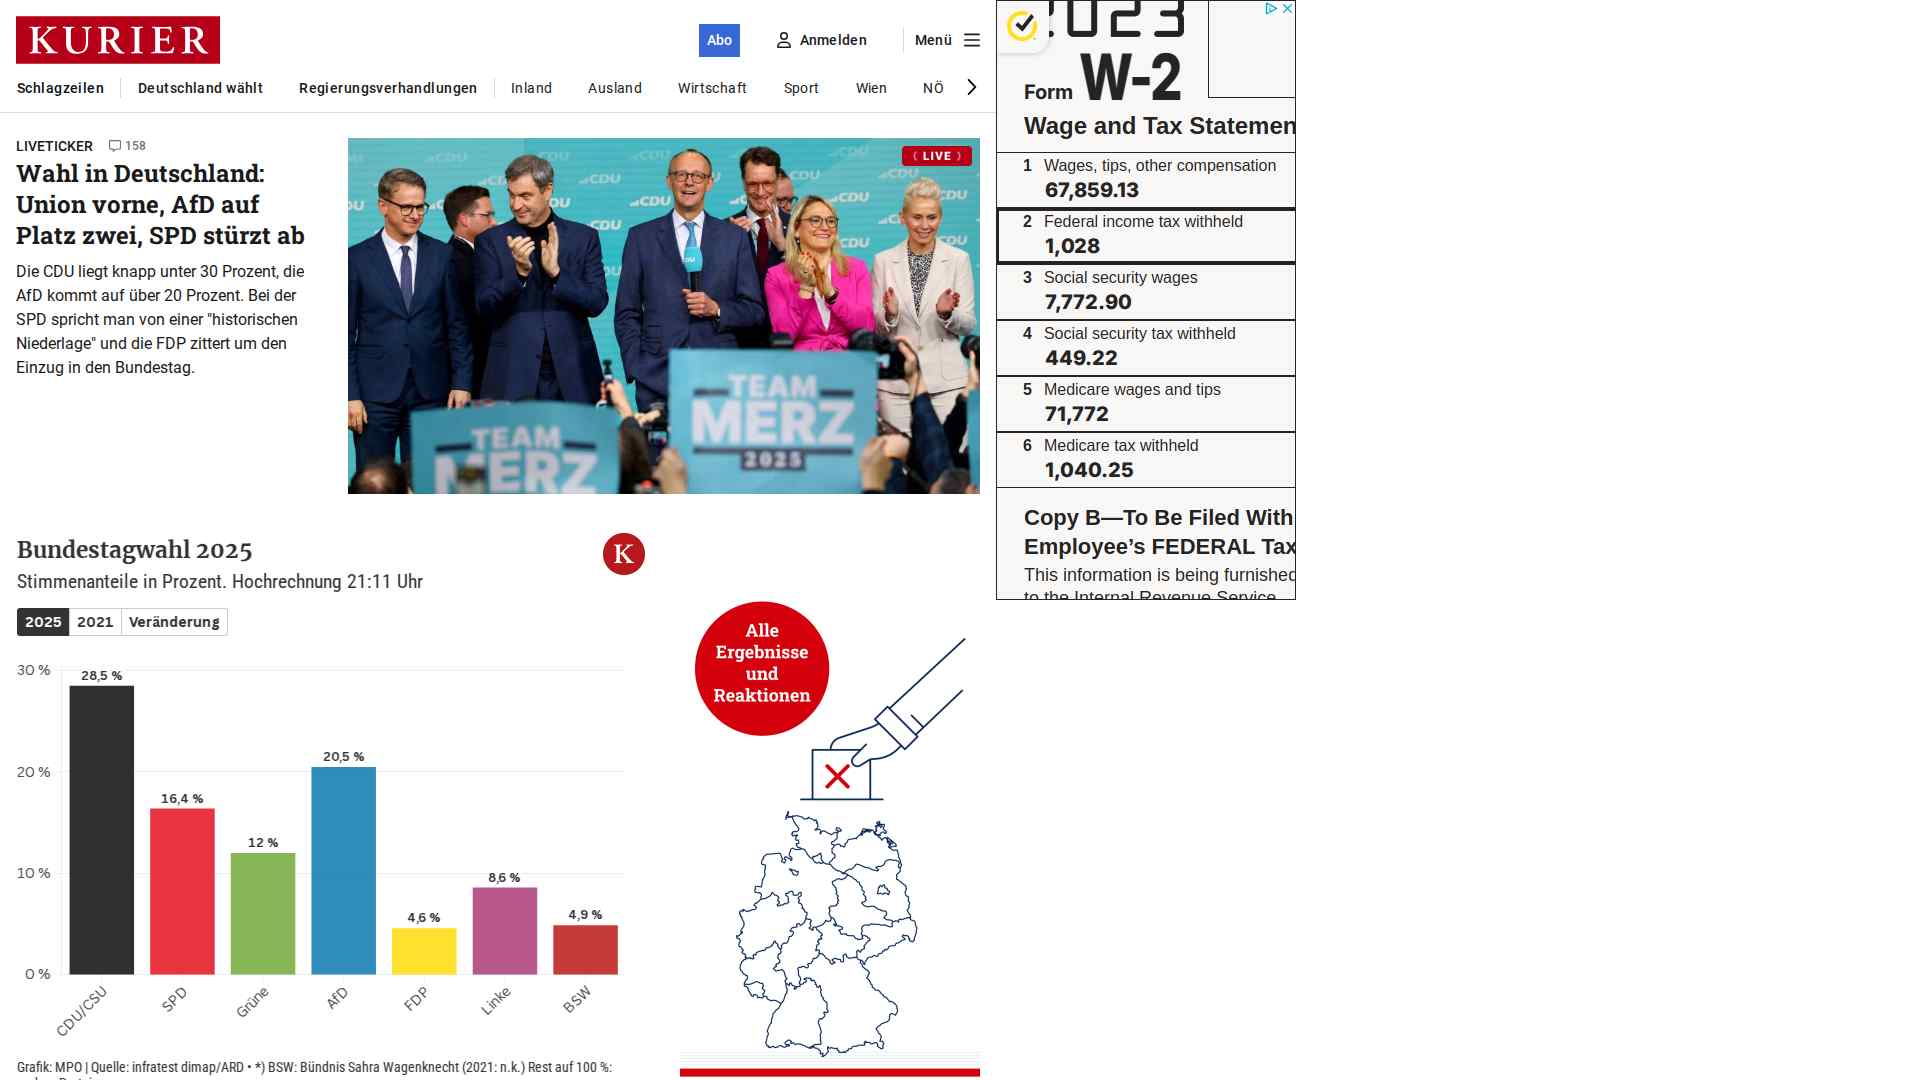 KURIER
Abo
Anmelden
Menü
Schlagzeilen
Deutschland wählt
Regierungsverhandlungen
Inland
Ausland
Wirtschaft
Sport
Wien
NÖ
LIVETICKER 158
Wahl in Deutschland:
Union vorne, AfD auf
Platz zwei, SPD stürzt ab
Die CDU liegt knapp unter 30 Prozent, die
AfD kommt auf über 20 Prozent. Bei der
SPD spricht man von einer "historischen
Niederlage" und die FDP zittert um den
Einzug in den Bundestag.
LIVE
CDU
CDU
CDU
CDU
CDU
TEAM
MERZ
2025
TEAM
MERZ
Bundestagwahl 2025
K
Stimmenanteile in Prozent. Hochrechnung 21:11 Uhr
2025
2021
Veränderung
30 %
20 %
10 %
0 %
28,5 %
16,4 %
12 %
20,5 %
4,6 %
8,6 %
4,9 %
CDU/CSU
SPD
Grüne
AfD
FDP
Linke
BSW
Grafik: MPO | Quelle: infratest dimap/ARD • *) BSW: Bündnis Sahra Wagenknecht (2021: n.k.) Rest auf 100 %:
Alle
Ergebnisse
und
Reaktionen
2023
Form W-2
Wage and Tax Statemen
1 Wages, tips, other compensation
67,859.13
2 Federal income tax withheld
1,028
3 Social security wages
7,772.90
4 Social security tax withheld
449.22
5 Medicare wages and tips
71,772
6 Medicare tax withheld
1,040.25
Copy B—To Be Filed With
Employee’s FEDERAL Tax
This information is being furnished
to the Internal Revenue Service